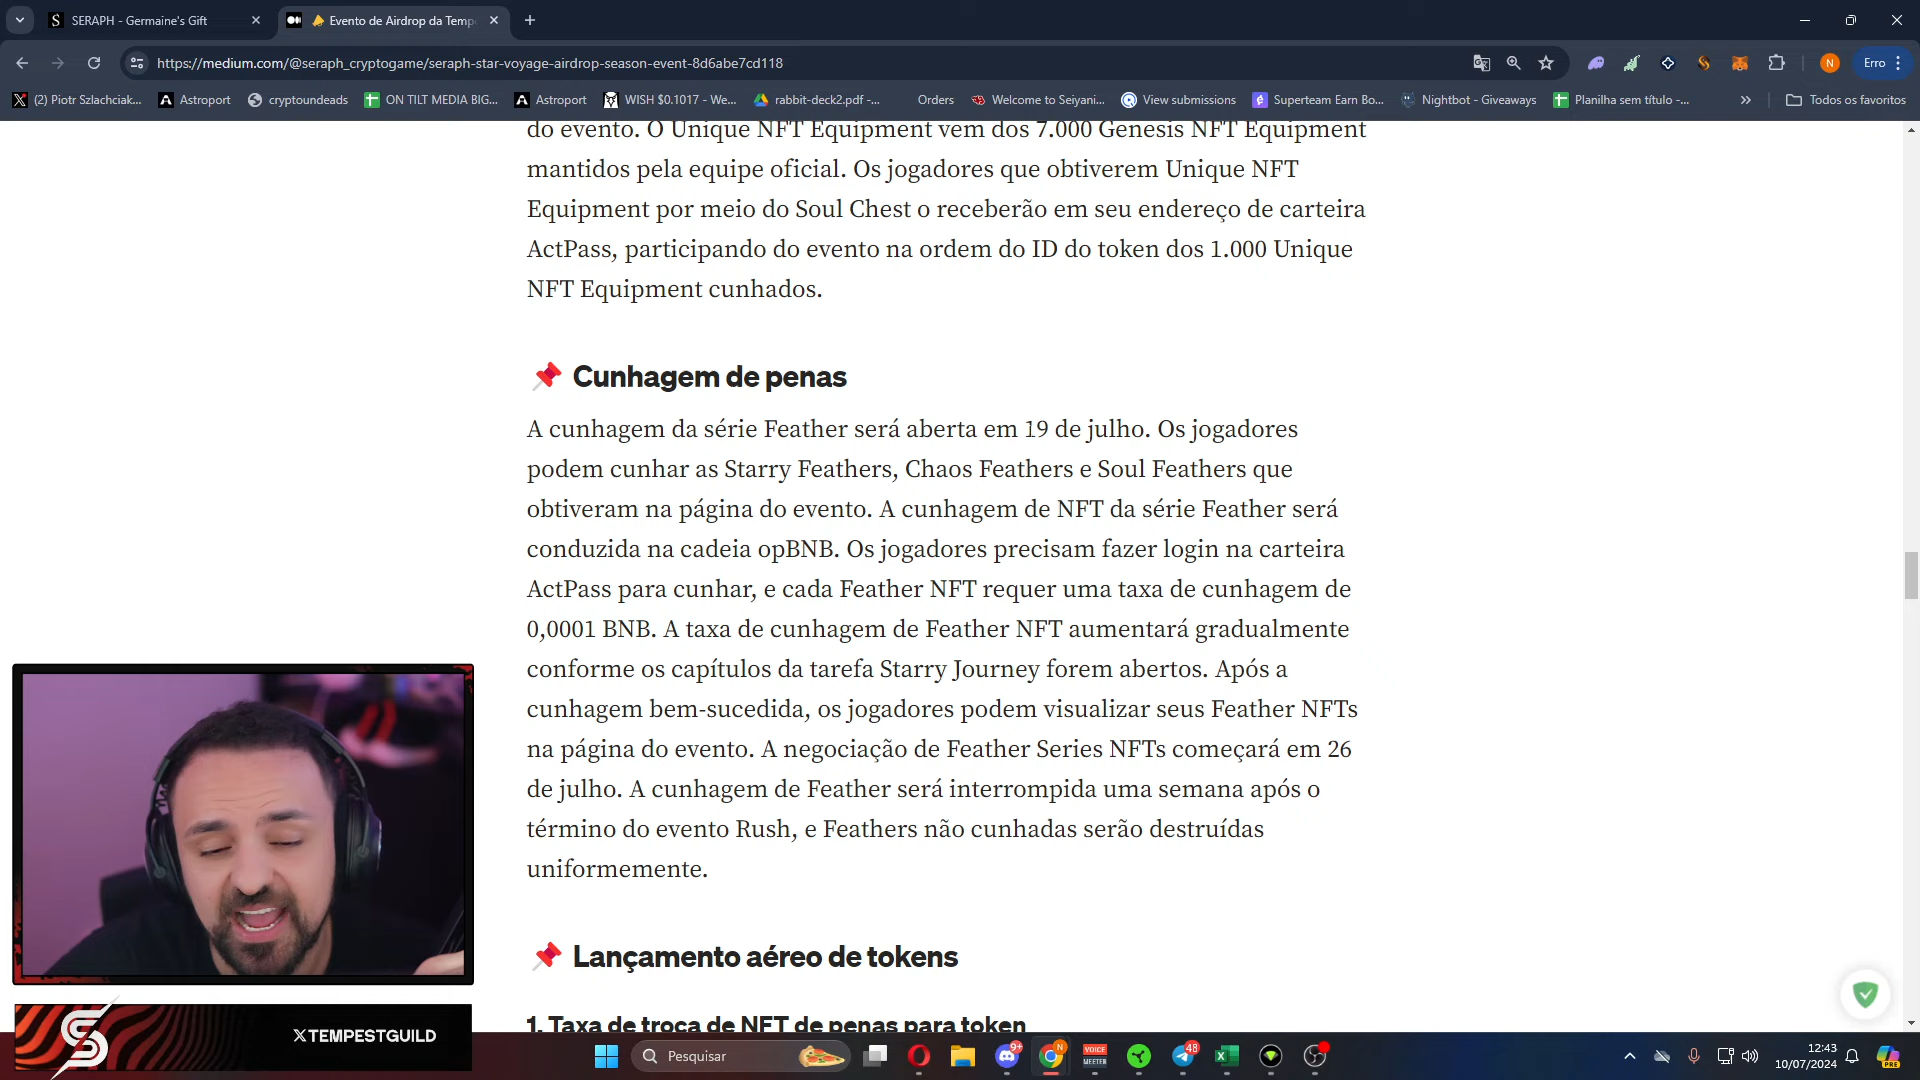 SERAPH - Germaine's Gift
Evento de Airdrop da Temp
https://medium.com/@seraph_cryptogame/seraph-star-voyage-airdrop-season-event-8d6abe7cd118
N
Erro
(2) Piotr Szlachciak...
Astroport
cryptoundeads
ON TILT MEDIA BIG...
Astroport
WISH $0.1017 - We...
rabbit-deck2.pdf -...
Orders
Welcome to Seiyani...
View submissions
Superteam Earn Bo...
Nightbot - Giveaways
Planilha sem título -...
Todos os favoritos
do evento. O Unique NFT Equipment vem dos 7.000 Genesis NFT Equipment
mantidos pela equipe oficial. Os jogadores que obtiverem Unique NFT
Equipment por meio do Soul Chest o receberão em seu endereço de carteira
ActPass, participando do evento na ordem do ID do token dos 1.000 Unique
NFT Equipment cunhados.
Cunhagem de penas
A cunhagem da série Feather será aberta em 19 de julho. Os jogadores
podem cunhar as Starry Feathers, Chaos Feathers e Soul Feathers que
obtiveram na página do evento. A cunhagem de NFT da série Feather será
conduzida na cadeia opBNB. Os jogadores precisam fazer login na carteira
ActPass para cunhar, e cada Feather NFT requer uma taxa de cunhagem de
0,0001 BNB. A taxa de cunhagem de Feather NFT aumentará gradualmente
conforme os capítulos da tarefa Starry Journey forem abertos. Após a
cunhagem bem-sucedida, os jogadores podem visualizar seus Feather NFTs
na página do evento. A negociação de Feather Series NFTs começará em 26
de julho. A cunhagem de Feather será interrompida uma semana após o
término do evento Rush, e Feathers não cunhadas serão destruídas
uniformemente.
Lançamento aéreo de tokens
1. Taxa de troca de NFT de penas para token
XTEMPESTGUILD
Pesquisar
9+
N
VOICE
MEETER
48
12:43
10/07/2024
PRE